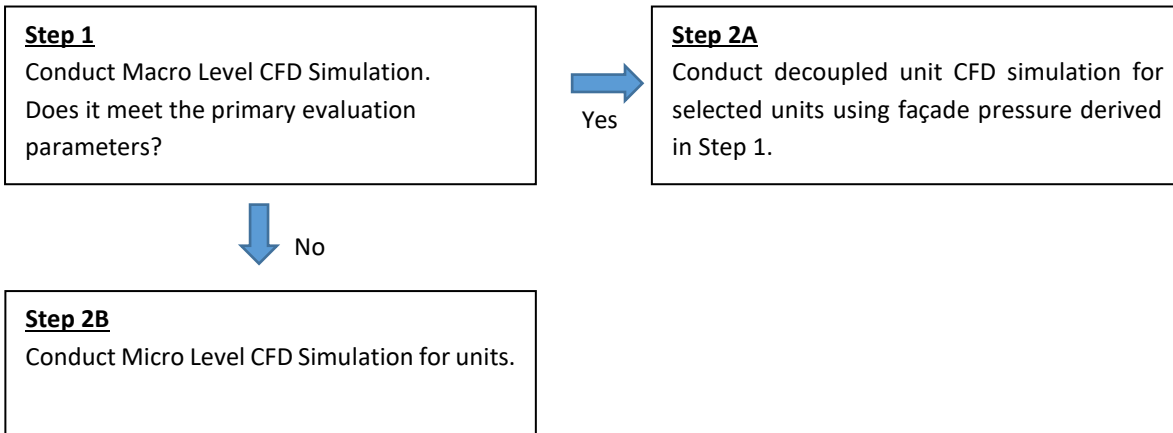 Step 1
Conduct Macro Level CFD Simulation.
Does it meet the primary evaluation
parameters?
Yes
Step 2A
Conduct decoupled unit CFD simulation for
selected units using façade pressure derived
in Step 1.
No
Step 2B
Conduct Micro Level CFD Simulation for units.